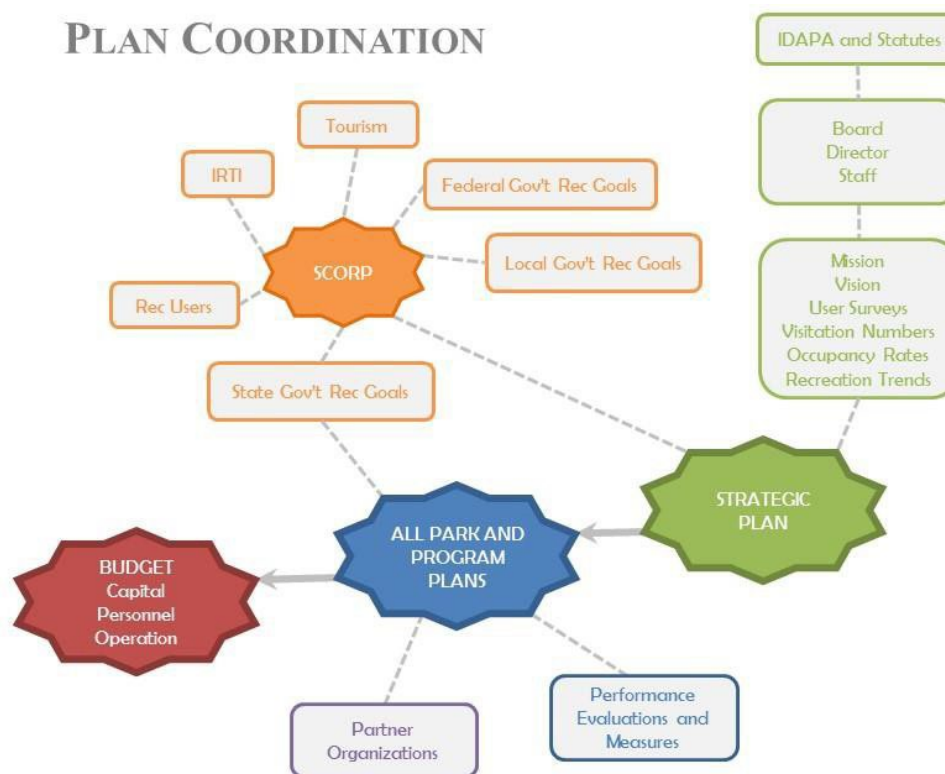 PLAN COORDINATION
IDAPA and Statutes
Board
Director
Staff
Mission
Vision
User Surveys
Visitation Numbers
Occupancy Rates
Recreation Trends
Tourism
IRTI
Federal Gov't Rec Goals
Local Gov't Rec Goals
SCORP
Rec Users
State Gov't Rec Goals
STRATEGIC
PLAN
ALL PARK AND
PROGRAM
PLANS
BUDGET
Capital
Personnel
Operation
Partner
Organizations
Performance
Evaluations and
Measures